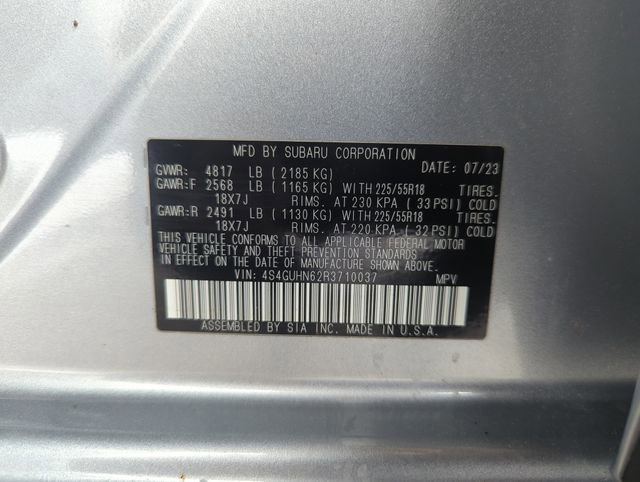 MFD BY SUBARU CORPORATION
GVWR: 4817 LB ( 2185 KG) DATE: 07/23
GAWR:F 2568 LB ( 1165 KG) WITH 225/55R18 TIRES.
18X7J RIMS. AT 230 KPA ( 33 PSI) COLD
GAWR:R 2491 LB ( 1130 KG) WITH 225/55R18 TIRES.
18X7J RIMS. AT 220 KPA ( 32 PSI) COLD
THIS VEHICLE CONFORMS TO ALL APPLICABLE FEDERAL MOTOR
VEHICLE SAFETY AND THEFT PREVENTION STANDARDS
IN EFFECT ON THE DATE OF MANUFACTURE SHOWN ABOVE.
VIN: 4S4GUHN62R3710037 MPV
ASSEMBLED BY SIA INC. MADE IN U.S.A.